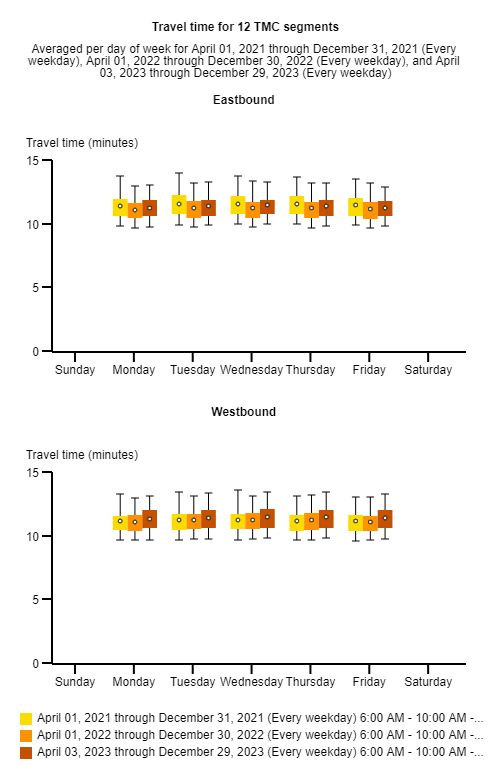 Travel time for 12 TMC segments
Averaged per day of week for April 01, 2021 through December 31, 2021 (Every
weekday), April 01, 2022 through December 30, 2022 (Every weekday), and April
03, 2023 through December 29, 2023 (Every weekday)
Eastbound
Travel time (minutes)
15
10
5
0
Sunday Monday Tuesday Wednesday Thursday Friday Saturday
Westbound
Travel time (minutes)
15
10
5
0
Sunday Monday Tuesday Wednesday Thursday Friday Saturday
April 01, 2021 through December 31, 2021 (Every weekday) 6:00 AM - 10:00 AM -...
April 01, 2022 through December 30, 2022 (Every weekday) 6:00 AM - 10:00 AM -...
April 03, 2023 through December 29, 2023 (Every weekday) 6:00 AM - 10:00 AM -...